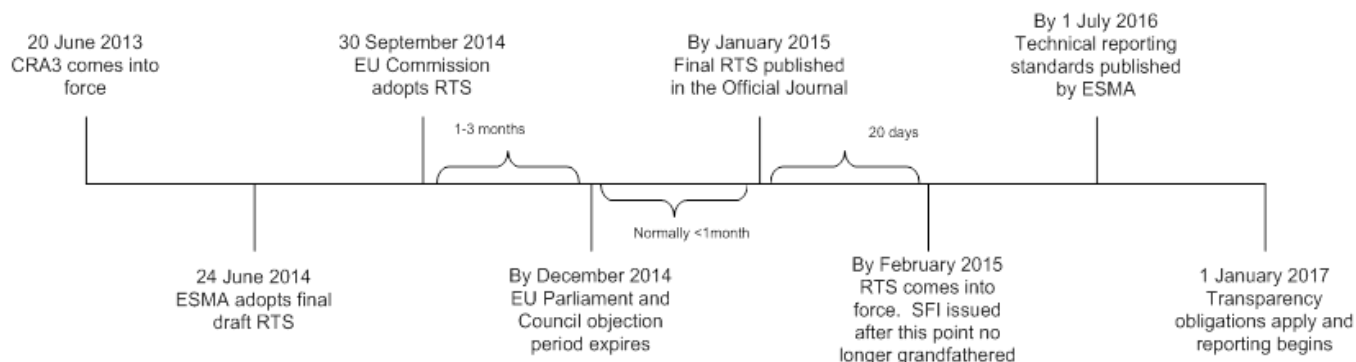 20 June 2013
CRA3 comes into
force
30 September 2014
EU Commission
adopts RTS
By January 2015
Final RTS published
in the Official Journal
By 1 July 2016
Technical reporting
standards published
by ESMA
1-3 months
20 days
Normally <1month
24 June 2014
ESMA adopts final
draft RTS
By December 2014
EU Parliament and
Council objection
period expires
By February 2015
RTS comes into
force. SFI issued
after this point no
longer grandfathered
1 January 2017
Transparency
obligations apply and
reporting begins